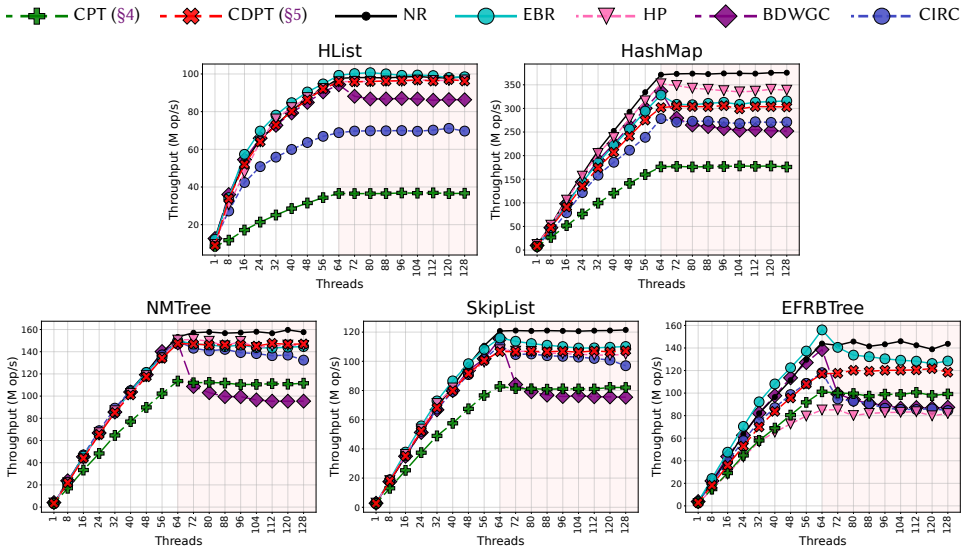 CPT (§4) CDPT (§5) NR EBR HP BDWGC CIRC
HList HashMap
Throughput (M op/s)
100
80
60
40
20
1 8 16 24 32 40 48 56 64 72 80 88 96 104 112 120 128
Threads
Throughput (M op/s)
350
300
250
200
150
100
50
0
1 8 16 24 32 40 48 56 64 72 80 88 96 104 112 120 128
Threads
NMTree SkipList EFRBTree
Throughput (M op/s)
160
140
120
100
80
60
40
20
0
1 8 16 24 32 40 48 56 64 72 80 88 96 104 112 120 128
Threads
Throughput (M op/s)
120
100
80
60
40
20
0
1 8 16 24 32 40 48 56 64 72 80 88 96 104 112 120 128
Threads
Throughput (M op/s)
160
140
120
100
80
60
40
20
0
1 8 16 24 32 40 48 56 64 72 80 88 96 104 112 120 128
Threads